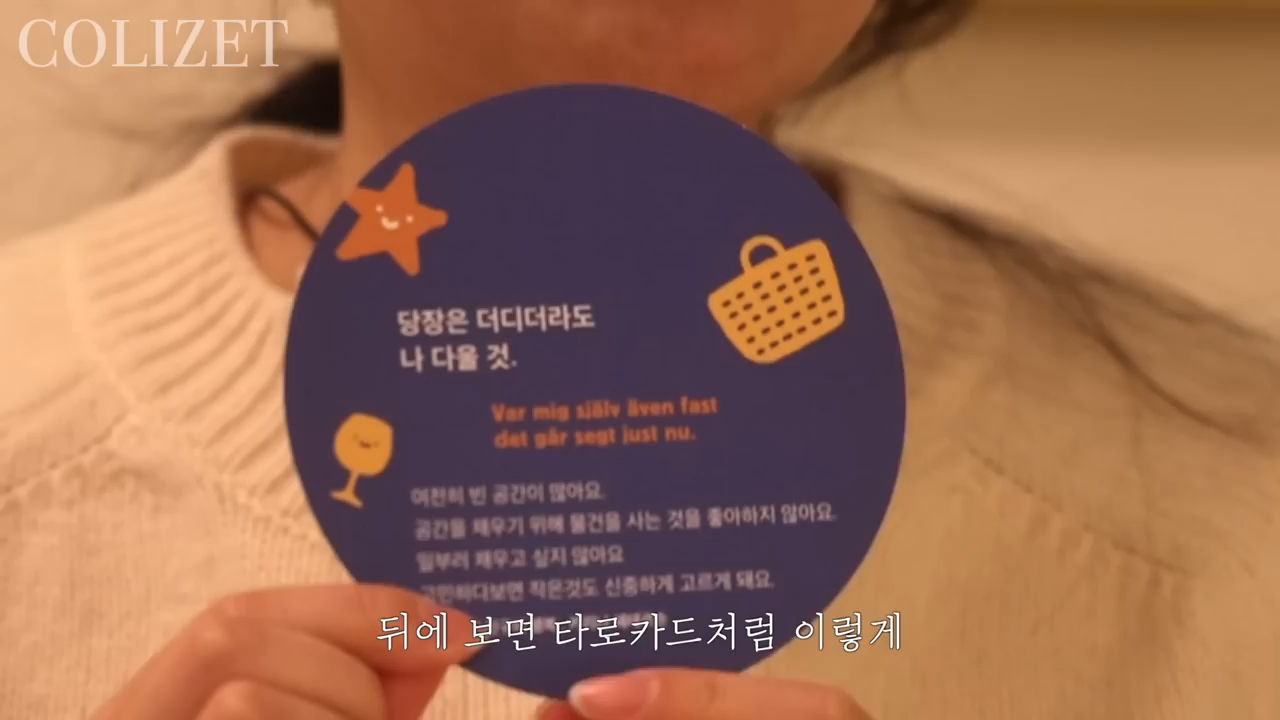 COLIZET
당장은 더디더라도
나 다울 것.
Var mig själv även fast
det går segt just nu.
여전히 빈 공간이 많아요.
공간을 채우기 위해 물건을 사는 것을 좋아하지 않아요.
일부러 채우고 싶지 않아요
고민하다보면 작은것도 신중하게 고르게 돼요.
뒤에 보면 타로카드처럼 이렇게